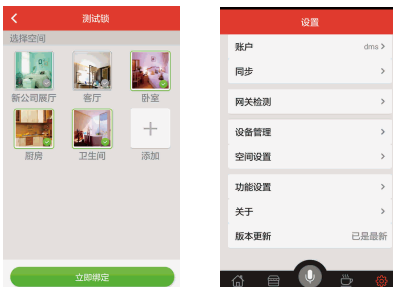 测试锁
选择空间
新公司展厅
客厅
卧室
厨房
卫生间
添加
立即绑定
设置
账户
dms
同步
网关检测
设备管理
空间设置
功能设置
关于
版本更新
已是最新